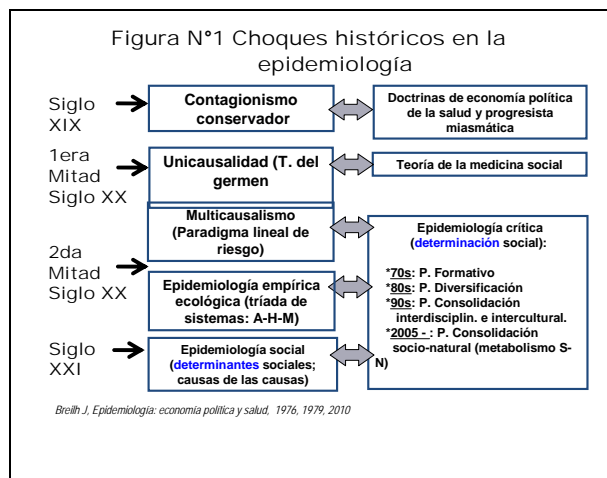 Figura N°1 Choques históricos en la
epidemiología
Siglo
XIX
Contagionismo
conservador
Doctrinas de economía política
de la salud y progresista
miasmática
1era
Mitad
Siglo XX
Unicausalidad (T. del
germen
Teoría de la medicina social
2da
Mitad
Siglo XX
Multicausalismo
(Paradigma lineal de
riesgo)
Epidemiología empírica
ecológica (tríada de
sistemas: A-H-M)
Epidemiología crítica
(determinación social):
*70s: P. Formativo
*80s: P. Diversificación
*90s: P. Consolidación
interdisciplin. e intercultural.
*2005 - : P. Consolidación
socio-natural (metabolismo S-
N)
Siglo
XXI
Epidemiología social
(determinantes sociales;
causas de las causas)
Breilh J, Epidemiología: economía política y salud, 1976, 1979, 2010